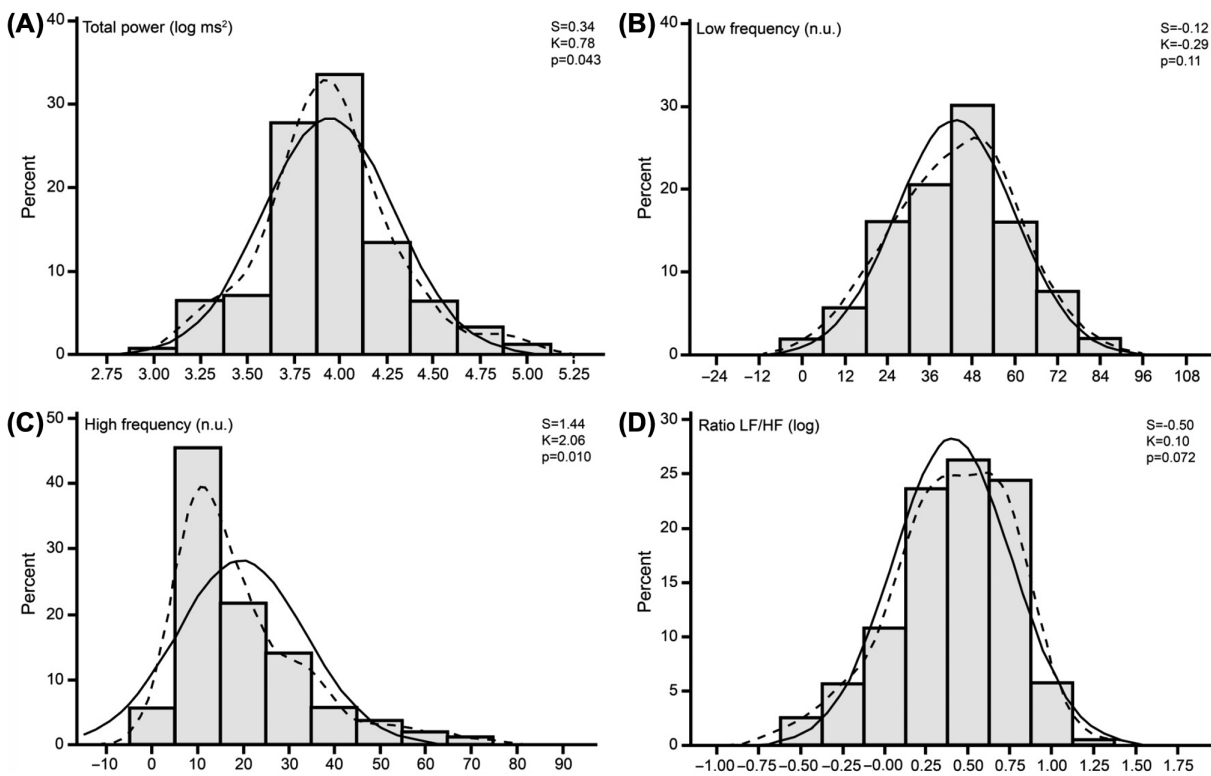 (A)
Total power (log ms²)
S=0.34
K=0.78
p=0.043
Percent
40
30
20
10
0
2.75 3.00 3.25 3.50 3.75 4.00 4.25 4.50 4.75 5.00 5.25
(B)
Low frequency (n.u.)
S=-0.12
K=-0.29
p=0.11
Percent
40
30
20
10
0
−24 −12 0 12 24 36 48 60 72 84 96 108
(C)
High frequency (n.u.)
S=1.44
K=2.06
p=0.010
Percent
50
40
30
20
10
0
−10 0 10 20 30 40 50 60 70 80 90
(D)
Ratio LF/HF (log)
S=-0.50
K=0.10
p=0.072
Percent
30
25
20
15
10
5
0
−1.00 −0.75 −0.50 −0.25 −0.00 0.25 0.50 0.75 1.00 1.25 1.50 1.75